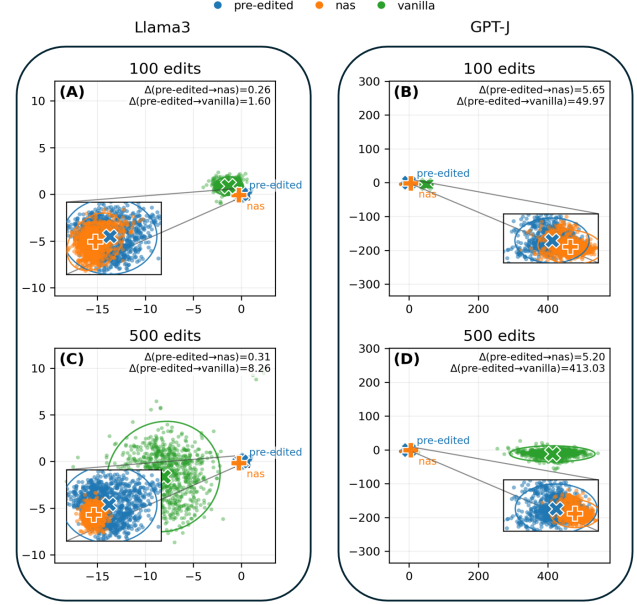 pre-edited nas vanilla
Llama3 GPT-J
100 edits
(A)
Δ(pre-edited→nas)=0.26
Δ(pre-edited→vanilla)=1.60
pre-edited
nas
10
5
0
−5
−10
−15 −10 −5 0
100 edits
(B)
Δ(pre-edited→nas)=5.65
Δ(pre-edited→vanilla)=49.97
pre-edited
nas
300
200
100
0
−100
−200
−300
0 200 400
500 edits
(C)
Δ(pre-edited→nas)=0.31
Δ(pre-edited→vanilla)=8.26
pre-edited
nas
10
5
0
−5
−10
−15 −10 −5 0
500 edits
(D)
Δ(pre-edited→nas)=5.20
Δ(pre-edited→vanilla)=413.03
pre-edited
nas
300
200
100
0
−100
−200
−300
0 200 400